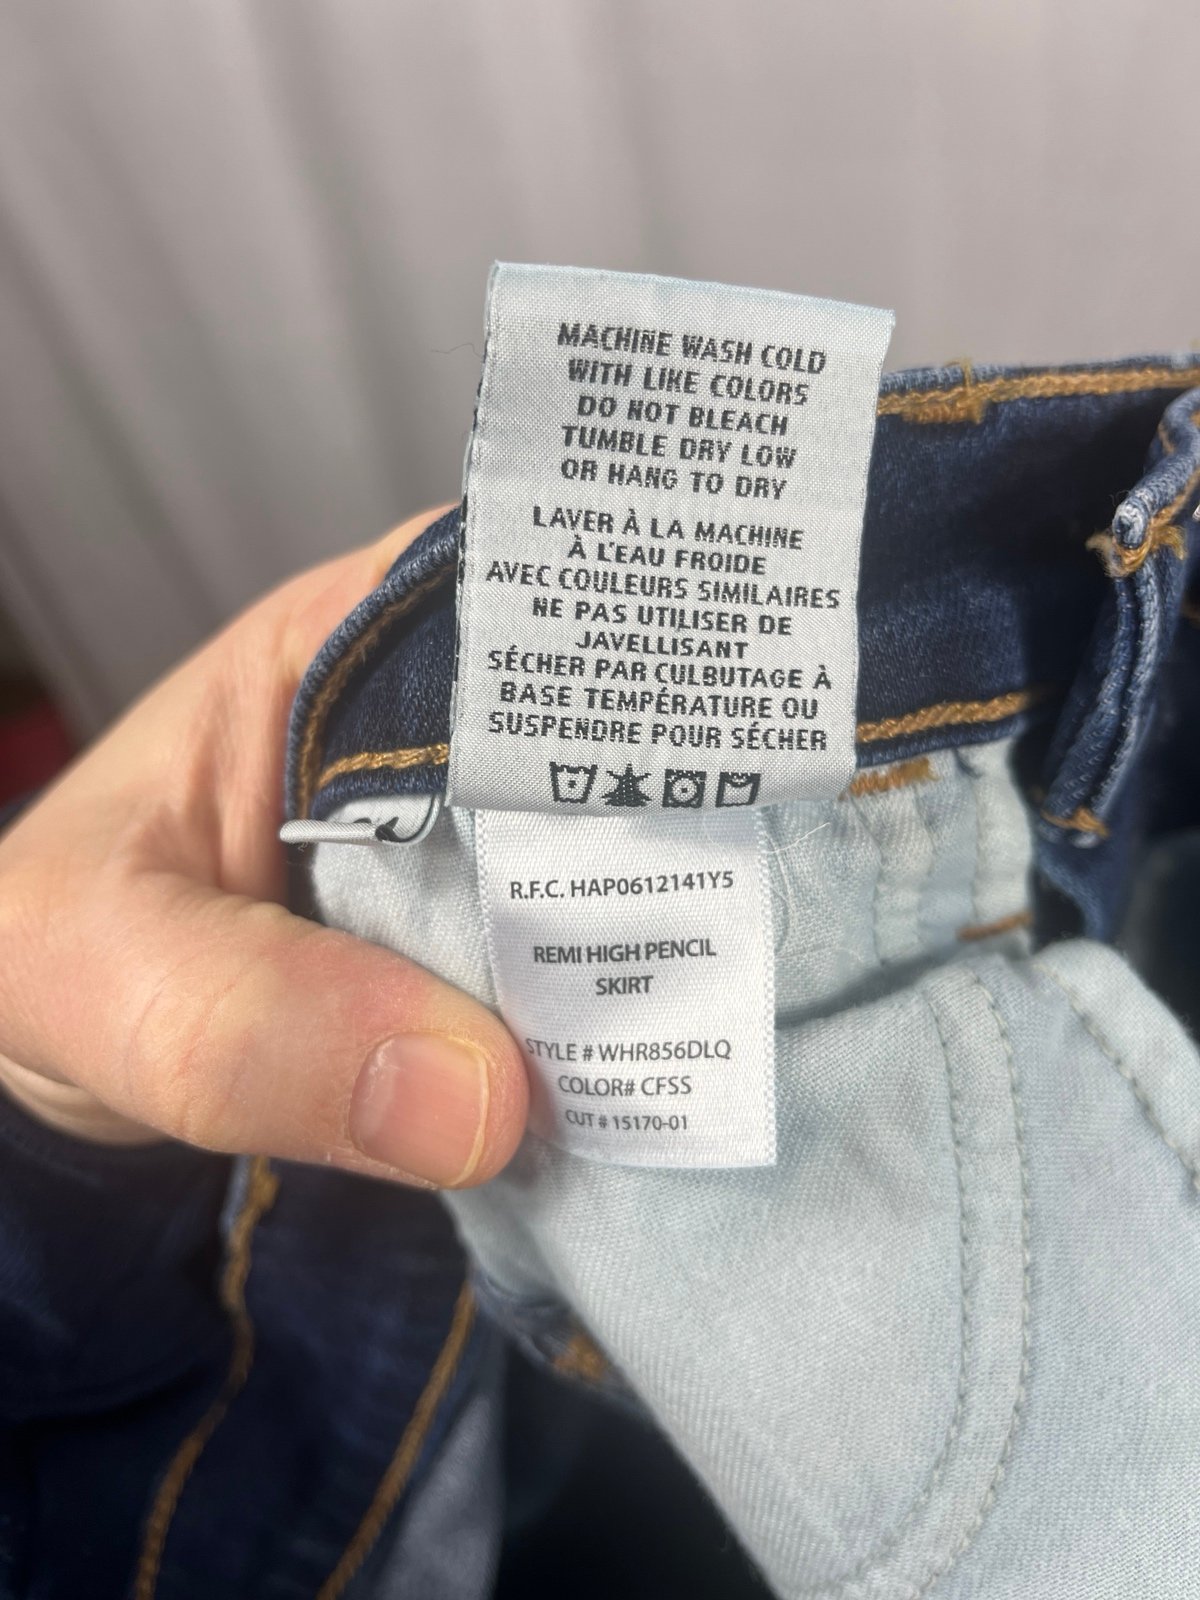 MACHINE WASH COLD
WITH LIKE COLORS
DO NOT BLEACH
TUMBLE DRY LOW
OR HANG TO DRY
LAVER À LA MACHINE
À L'EAU FROIDE
AVEC COULEURS SIMILAIRES
NE PAS UTILISER DE
JAVELLISANT
SÉCHER PAR CULBUTAGE À
BASE TEMPÉRATURE OU
SUSPENDRE POUR SÉCHER
R.F.C. HAP0612141Y5
REMI HIGH PENCIL
SKIRT
STYLE # WHR856DLQ
COLOR# CFSS
CUT # 15170-01